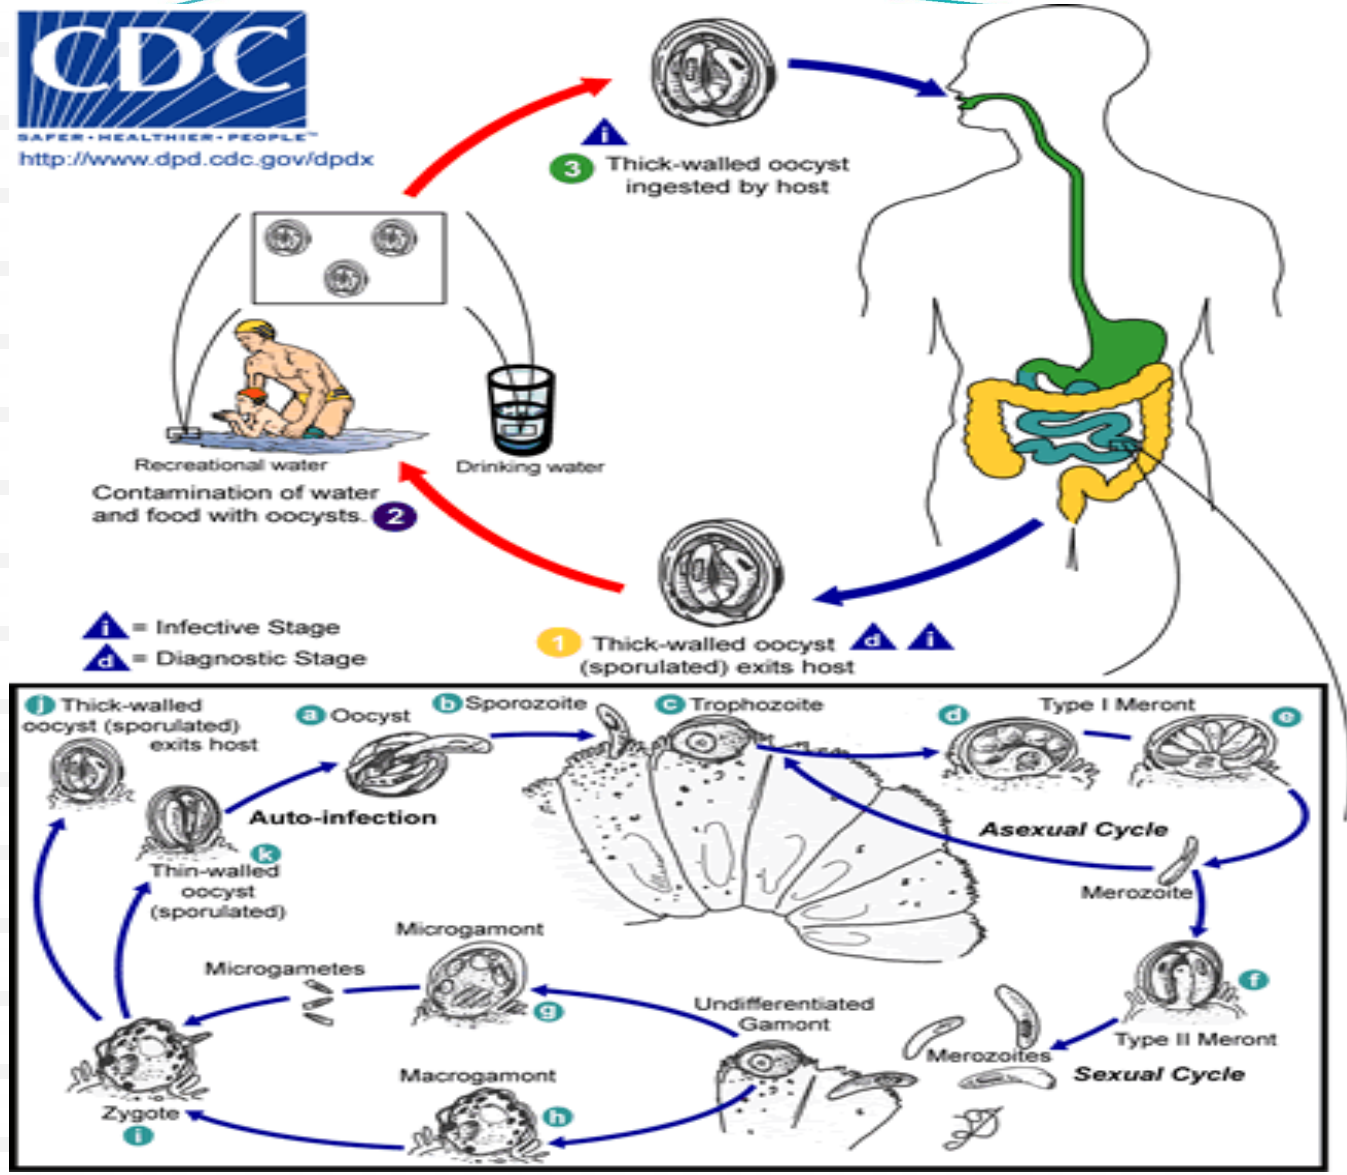 CDC
SAFER•HEALTHIER•PEOPLE™
http://www.dpd.cdc.gov/dpdx
i
3 Thick-walled oocyst
ingested by host
Recreational water
Drinking water
Contamination of water
and food with oocysts. 2
i = Infective Stage
d = Diagnostic Stage
1 Thick-walled oocyst d i
(sporulated) exits host
j Thick-walled
oocyst (sporulated)
exits host
a Oocyst
b Sporozoite
c Trophozoite
d
Type I Meront
e
Auto-infection
k
Thin-walled
oocyst
(sporulated)
Asexual Cycle
Merozoite
Microgamont
g
Microgametes
Undifferentiated
Gamont
f
Type II Meront
Merozoites
Sexual Cycle
Macrogamont
h
Zygote
i